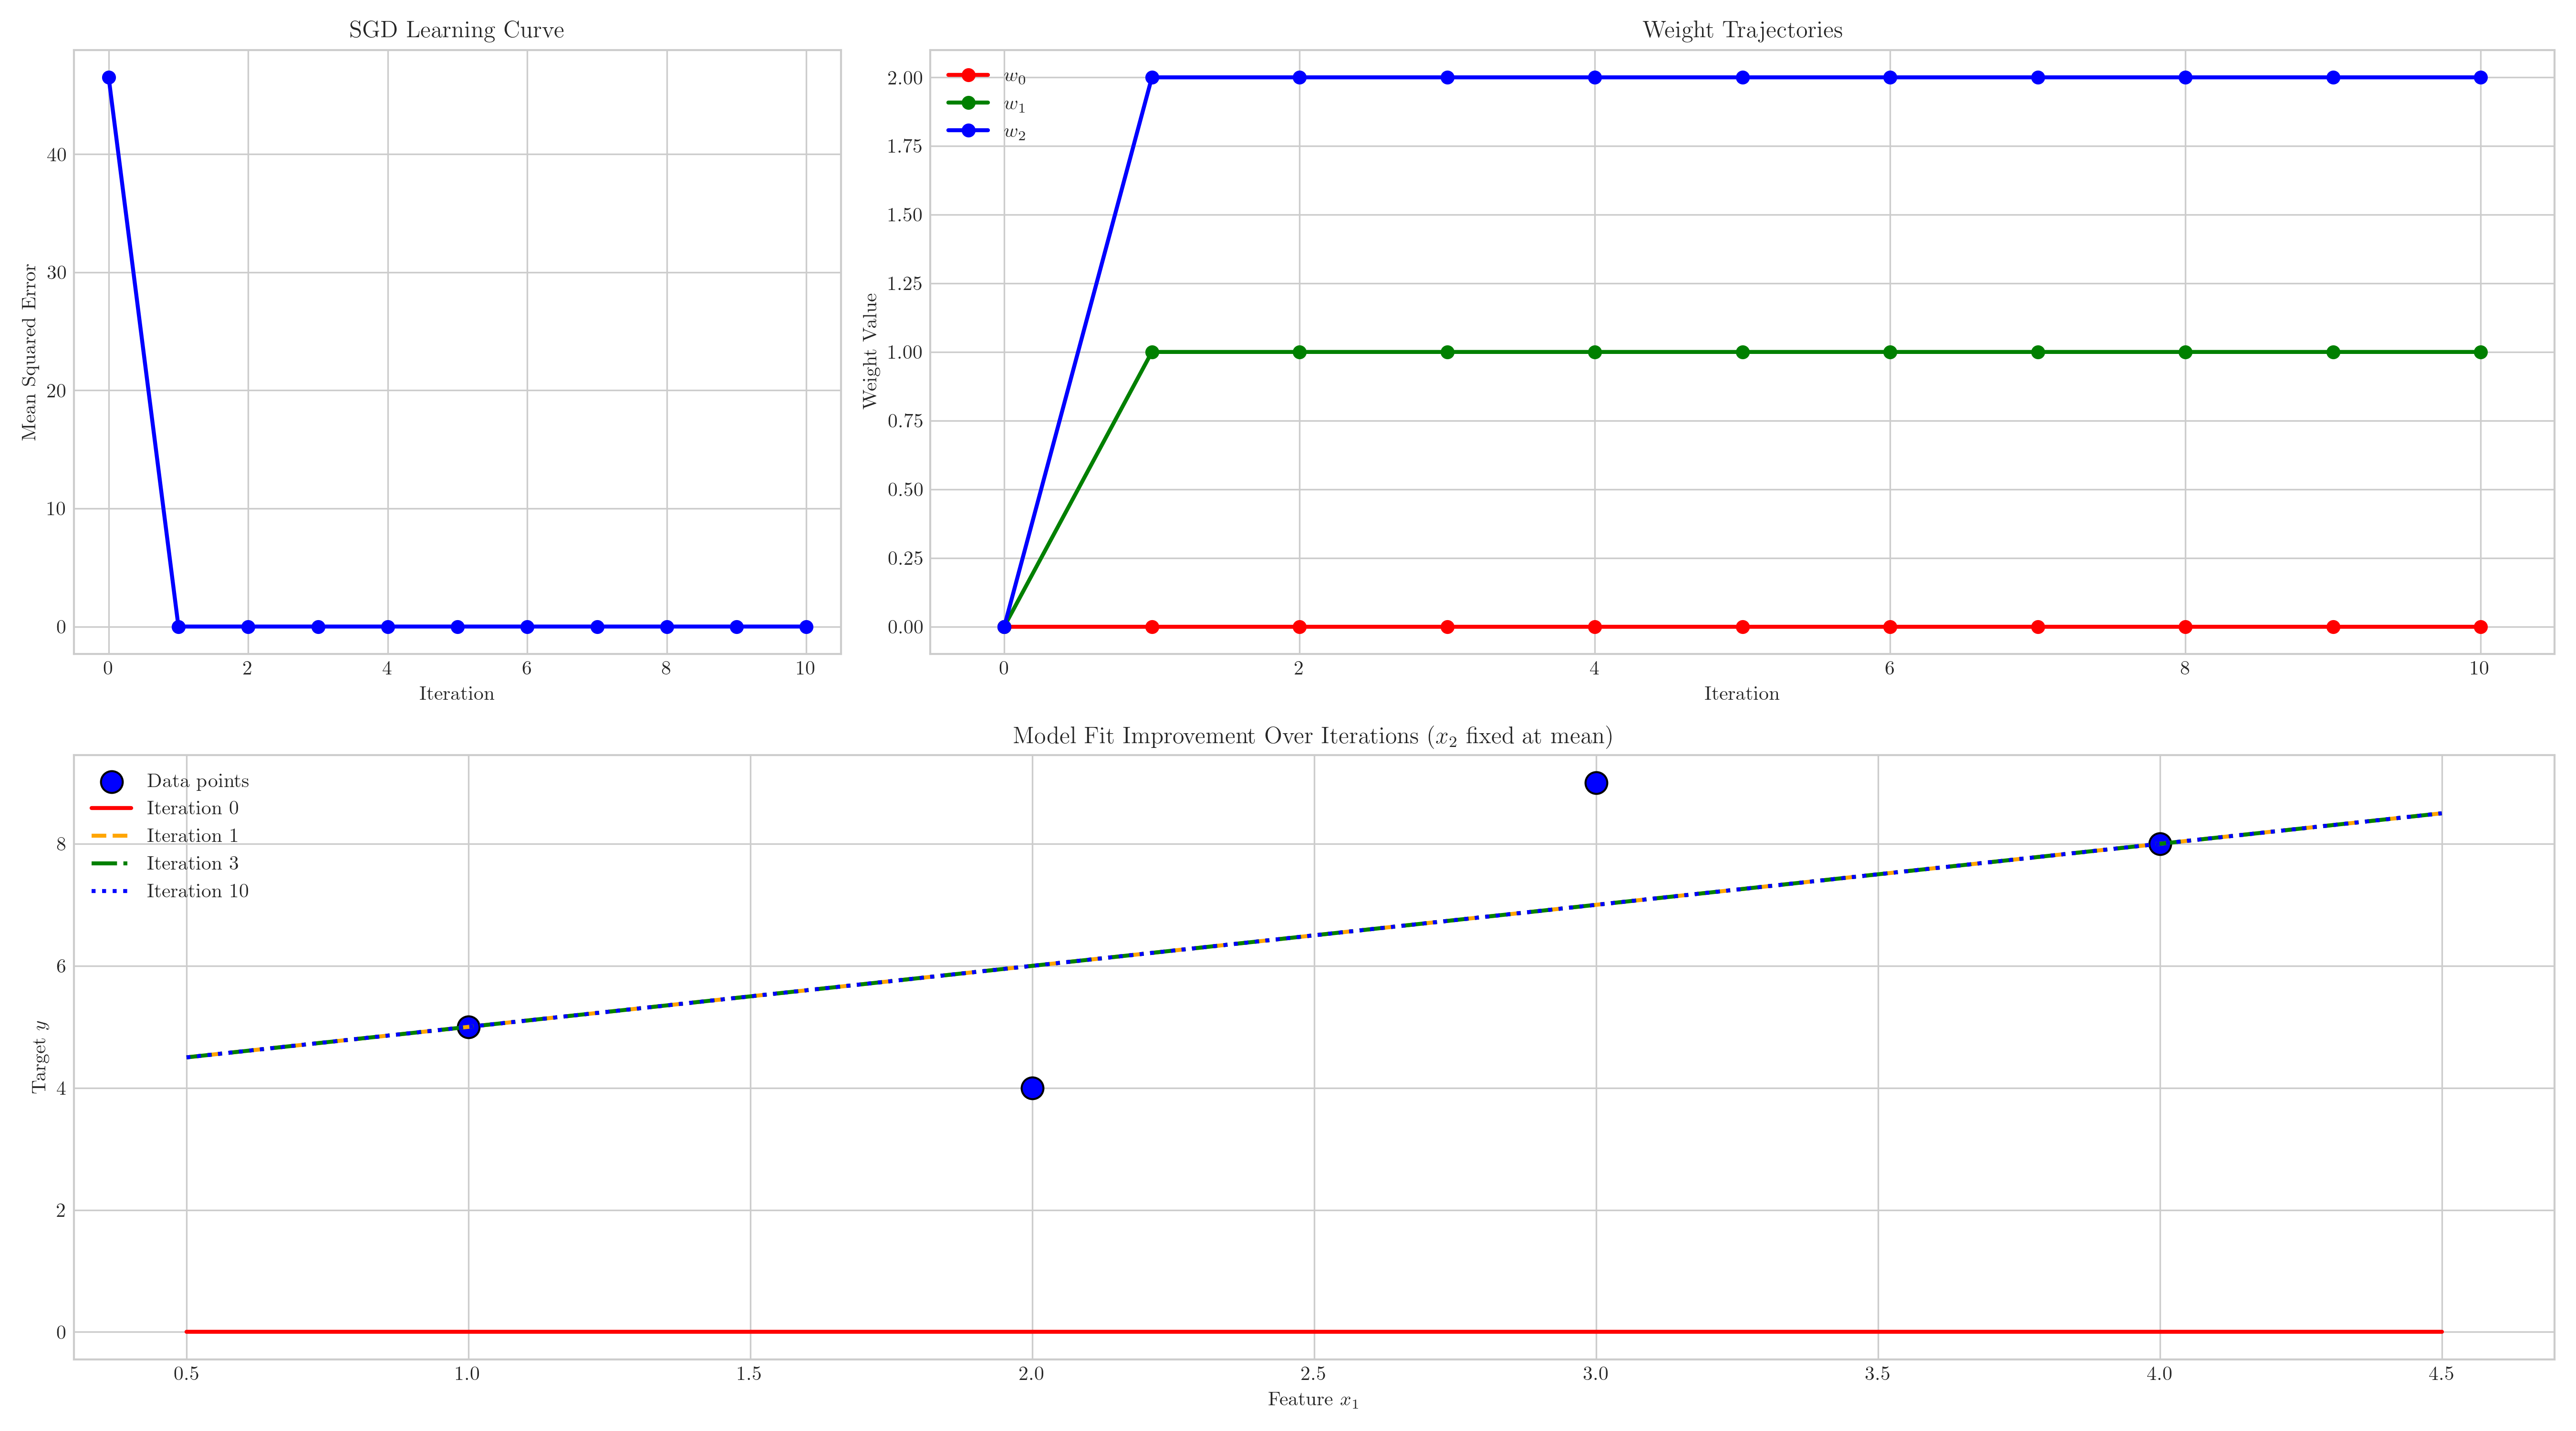 SGD Learning Curve
Mean Squared Error
40
30
20
10
0
0 2 4 6 8 10
Iteration
Weight Trajectories
w₀
w₁
w₂
Weight Value
2.00
1.75
1.50
1.25
1.00
0.75
0.50
0.25
0.00
0 2 4 6 8 10
Iteration
Model Fit Improvement Over Iterations (x₂ fixed at mean)
Data points
Iteration 0
Iteration 1
Iteration 3
Iteration 10
Target y
8
6
4
2
0
0.5 1.0 1.5 2.0 2.5 3.0 3.5 4.0 4.5
Feature x₁